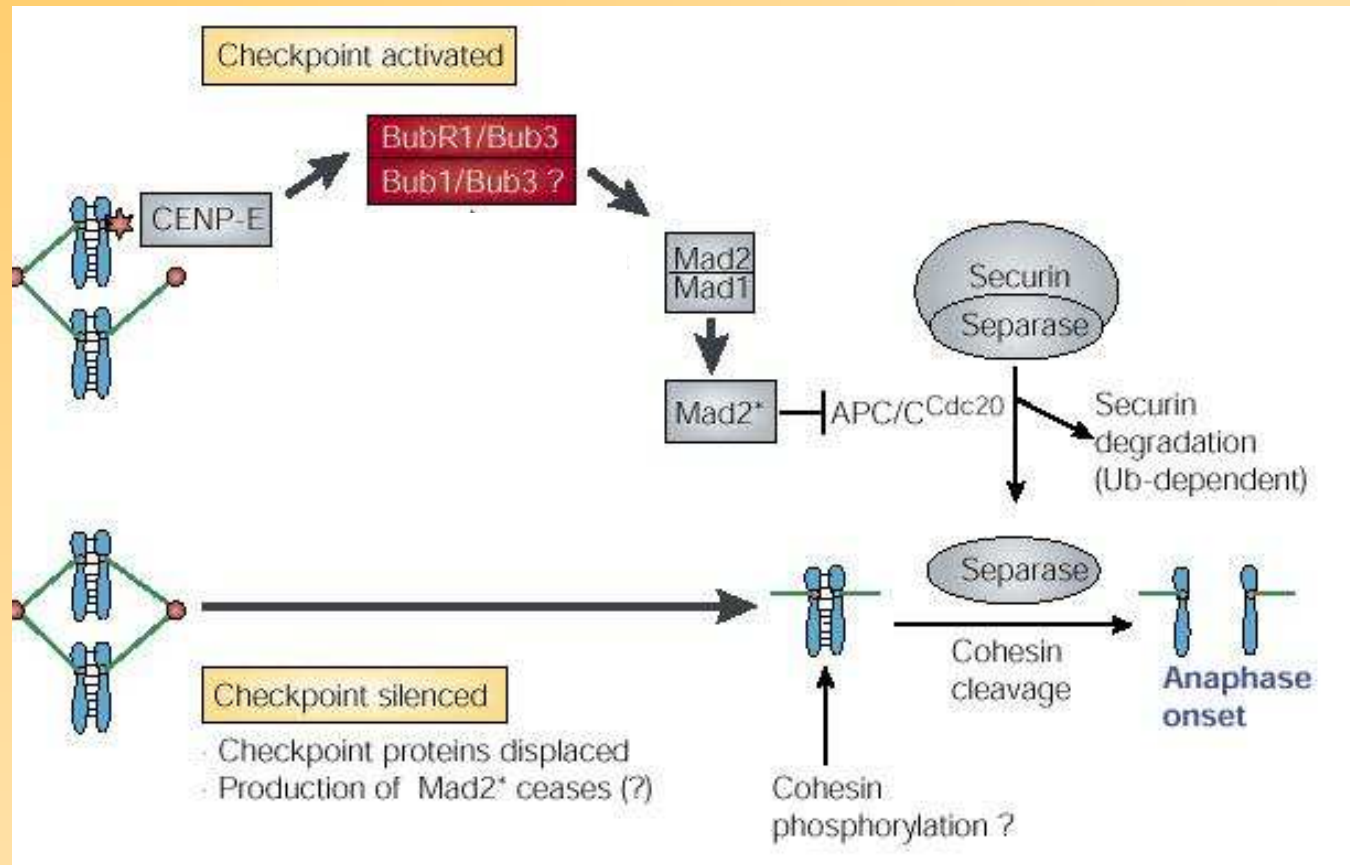 Checkpoint activated
BubR1/Bub3
Bub1/Bub3 ?
CENP-E
Mad2
Mad1
Securin
Separase
Mad2*
APC/C^Cdc20
Securin
degradation
(Ub-dependent)
Separase
Cohesin
cleavage
Anaphase
onset
Checkpoint silenced
· Checkpoint proteins displaced
· Production of Mad2* ceases (?)
Cohesin
phosphorylation ?